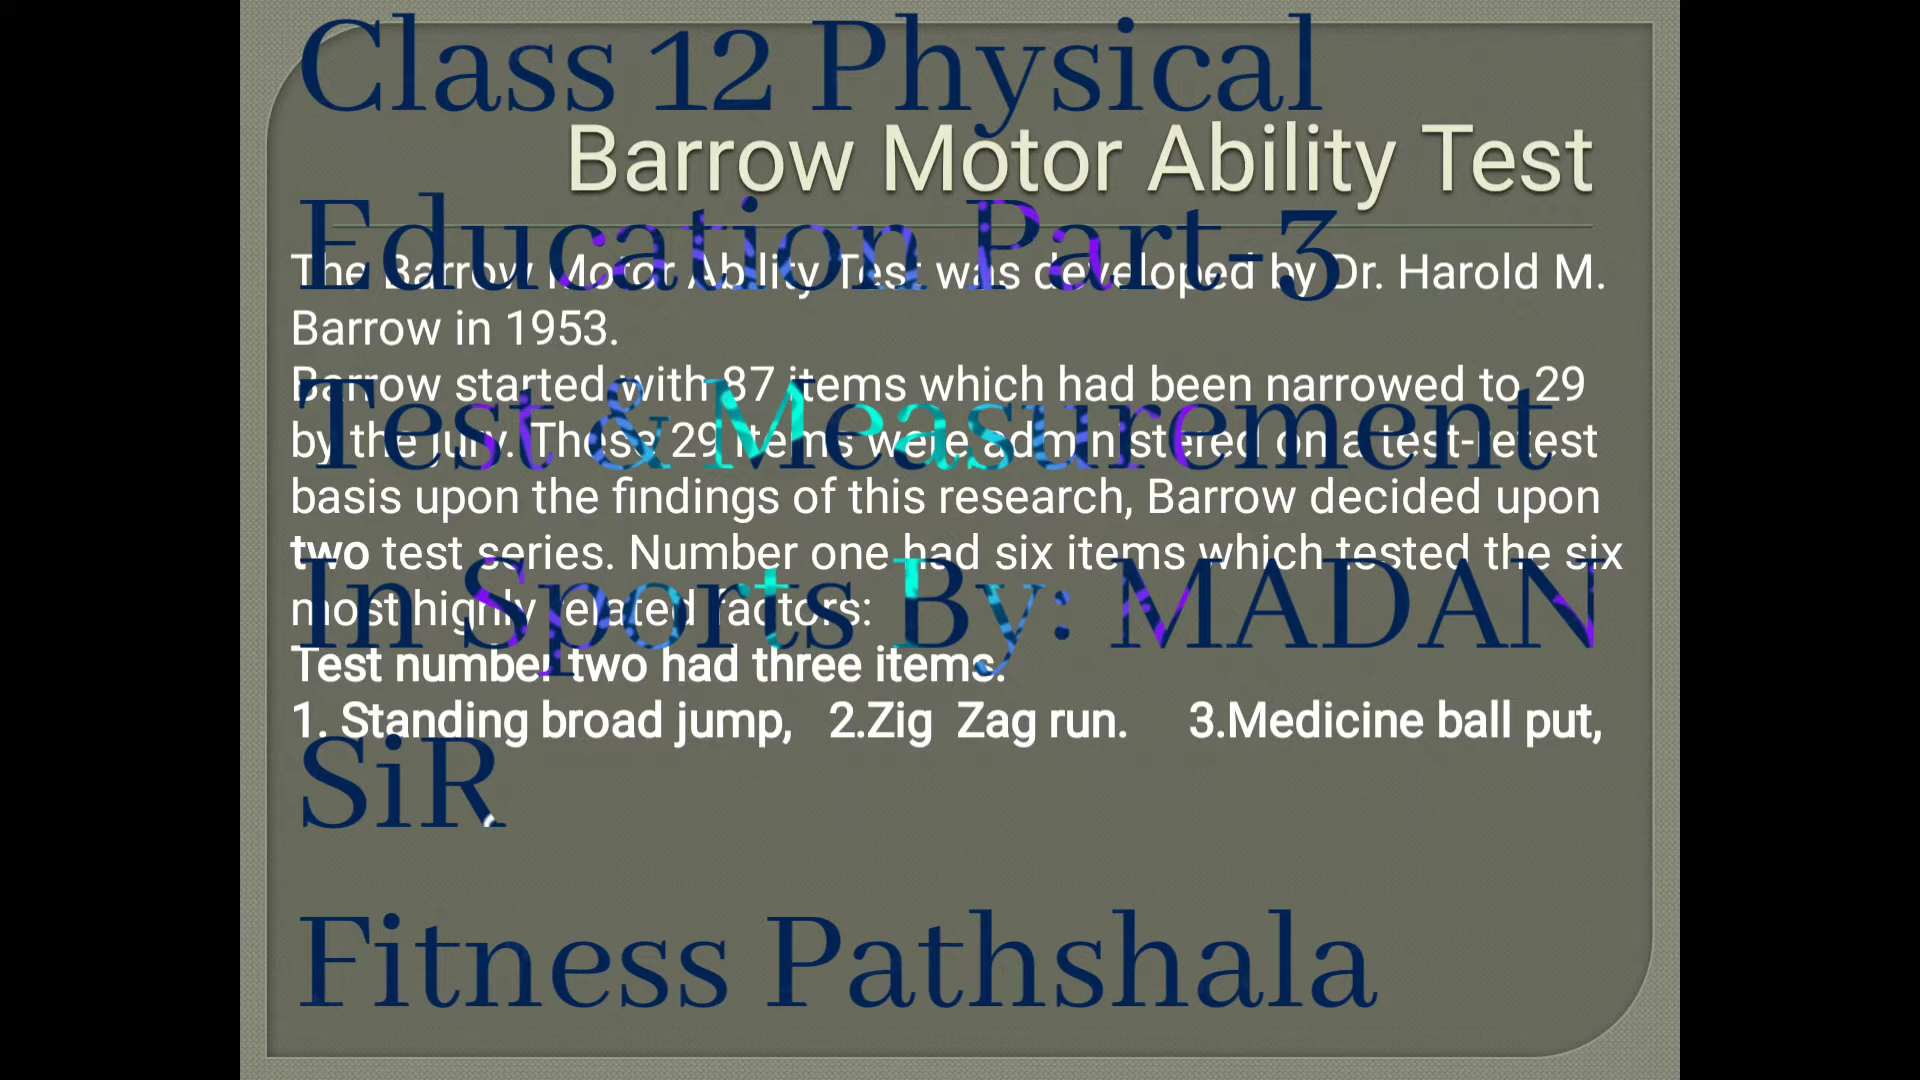 Class 12 Physical
Barrow Motor Ability Test
Education Part-3
The Barrow Motor Ability Test was developed by Dr. Harold M.
Barrow in 1953.
Barrow started with 87 items which had been narrowed to 29
Test & Measurement
by the jury. These 29 items were administered on a test-retest
basis upon the findings of this research, Barrow decided upon
two test series. Number one had six items which tested the six
In Sports By: MADAN
most highly related factors:
Test number two had three items.
1. Standing broad jump, 2.Zig Zag run. 3.Medicine ball put,
SiR
Fitness Pathshala